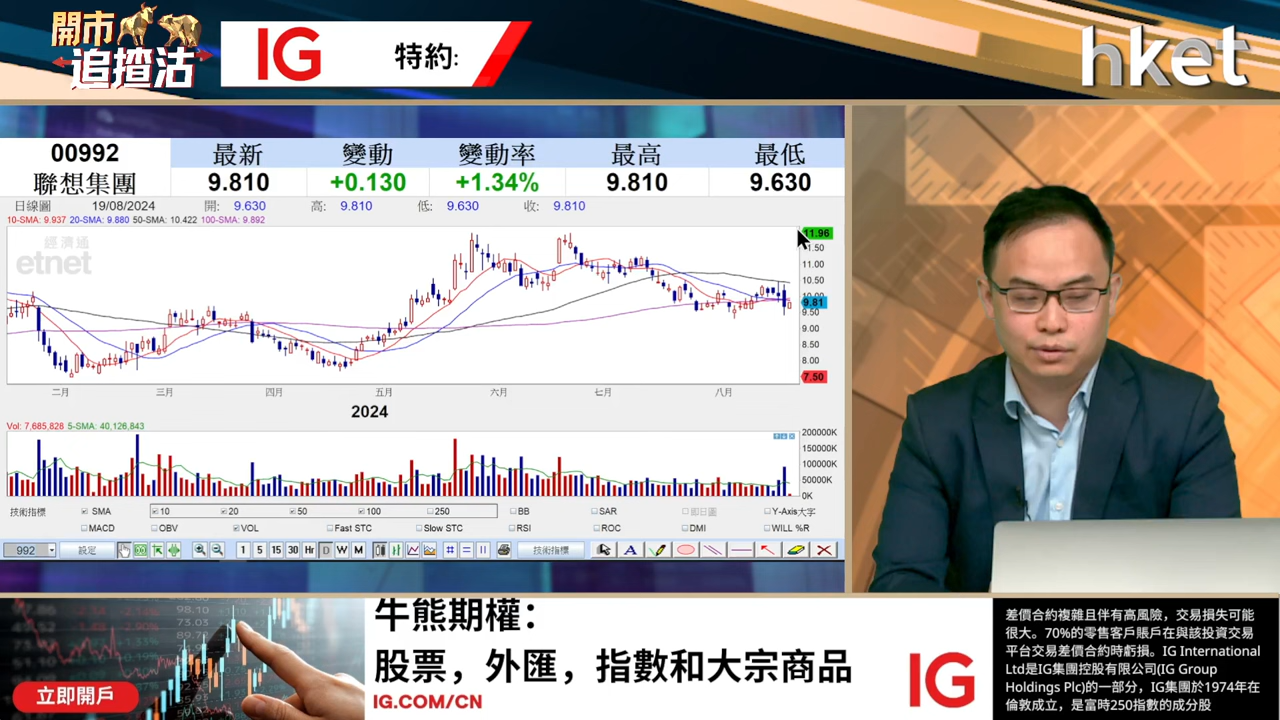 開市
追揸沽
IG
特約:
hket
00992
聯想集團
最新 變動 變動率 最高 最低
9.810 +0.130 +1.34% 9.810 9.630
日線圖 19/08/2024 開: 9.630 高: 9.810 低: 9.630 收: 9.810
10-SMA: 9.937 20-SMA: 9.880 50-SMA: 10.422 100-SMA: 9.892
經濟通
etnet
11.96
11.50
11.00
10.50
10.00
9.81
9.50
9.00
8.50
8.00
7.50
二月 三月 四月 五月 六月 七月 八月
2024
Vol: 7,685,828 5-SMA: 40,126,843
200000K
150000K
100000K
50000K
0K
技術指標 SMA 10 20 50 100 250 BB SAR 即日圖 Y-Axis大字
MACD OBV VOL Fast STC Slow STC RSI ROC DMI WILL %R
992 設定 1 5 15 30 Hr D W M 技術指標 A
立即開戶
牛熊期權:
股票，外匯，指數和大宗商品
IG.COM/CN
IG
差價合約複雜且伴有高風險，交易損失可能
很大。70%的零售客戶賬戶在與該投資交易
平台交易差價合約時虧損。IG International
Ltd是IG集團控股有限公司(IG Group
Holdings Plc)的一部分，IG集團於1974年在
倫敦成立，是富時250指數的成分股